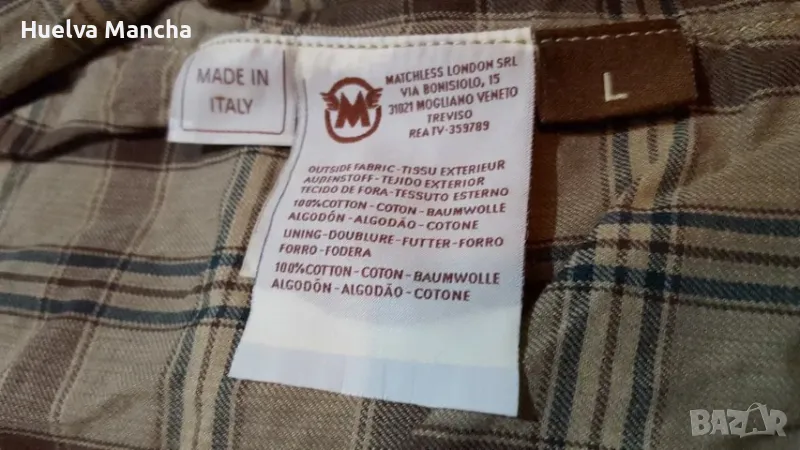 Huelva Mancha
MADE IN
ITALY
M
MATCHLESS LONDON SRL
VIA BONISIOLO, 15
31021 MOGLIANO VENETO
TREVISO
REA TV-359789
L
OUTSIDE FABRIC-TISSU EXTERIEUR
AUßENSTOFF-TEJIDO EXTERIOR
TECIDO DE FORA-TESSUTO ESTERNO
100%COTTON-COTON-BAUMWOLLE
ALGODÓN-ALGODÃO-COTONE
LINING-DOUBLURE-FUTTER-FORRO
FORRO-FODERA
100%COTTON-COTON-BAUMWOLLE
ALGODÓN-ALGODÃO-COTONE
BAZAR